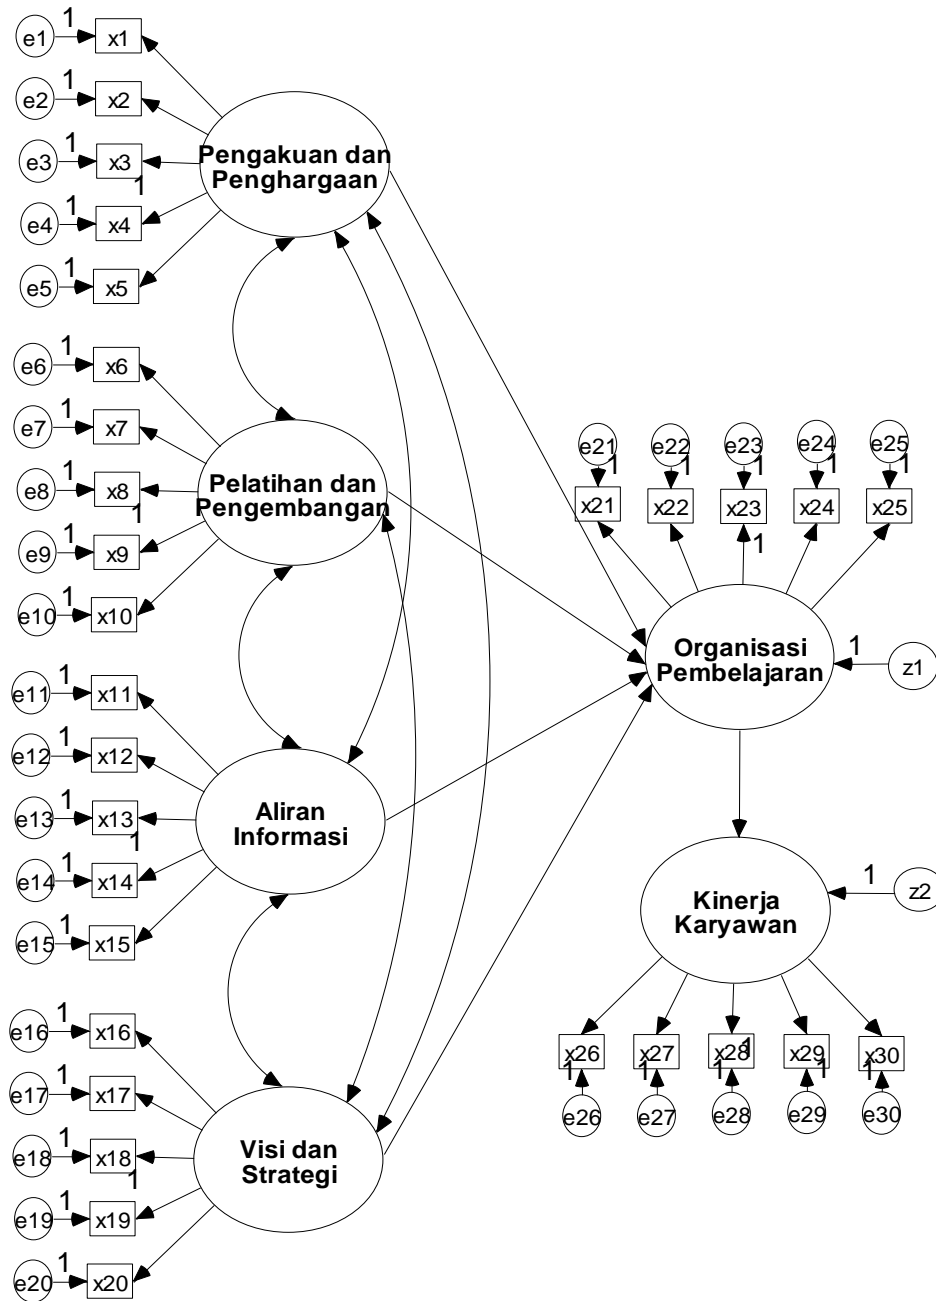 1
e1 x1
1
e2 x2
1
e3 x3
1
1
e4 x4
1
e5 x5
Pengakuan dan
Penghargaan
1
e6 x6
1
e7 x7
1
e8 x8
1
1
e9 x9
1
e10 x10
Pelatihan dan
Pengembangan
1
e11 x11
1
e12 x12
1
e13 x13
1
1
e14 x14
1
e15 x15
Aliran
Informasi
1
e16 x16
1
e17 x17
1
e18 x18
1
1
e19 x19
1
e20 x20
Visi dan
Strategi
e21 e22 e23 e24 e25
1 1 1 1 1
x21 x22 x23 x24 x25
1
Organisasi
Pembelajaran
1
z1
Kinerja
Karyawan
1
z2
x26 x27 x28 x29 x30
1
1 1 1 1 1
e26 e27 e28 e29 e30